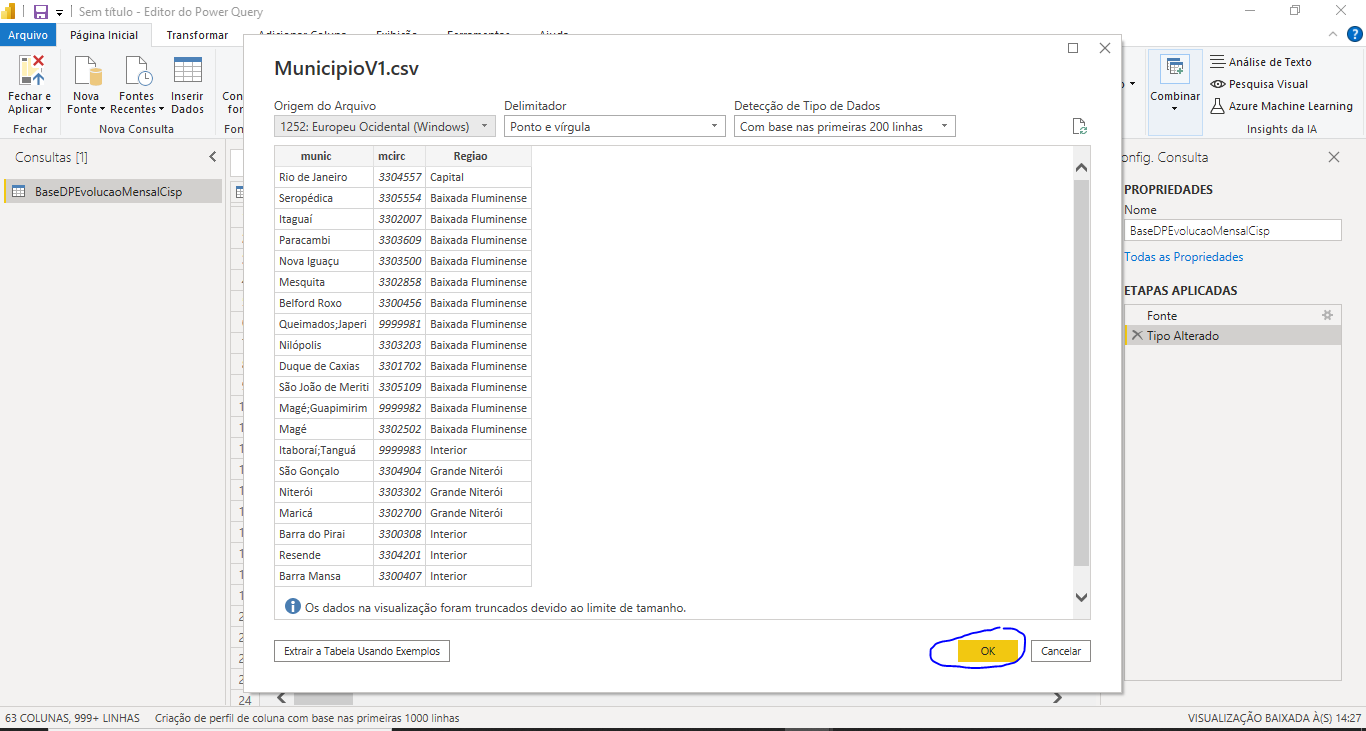 Sem título - Editor do Power Query
Arquivo Página Inicial Transformar
Fechar e Aplicar
Nova Fonte
Fontes Recentes
Inserir Dados
Fechar
Nova Consulta
Combinar
Análise de Texto
Pesquisa Visual
Azure Machine Learning
Insights da IA
Consultas [1]
BaseDPEvolucaoMensalCisp
MunicipioV1.csv
Origem do Arquivo Delimitador Detecção de Tipo de Dados
1252: Europeu Ocidental (Windows) Ponto e vírgula Com base nas primeiras 200 linhas
munic mcirc Regiao
Rio de Janeiro 3304557 Capital
Seropédica 3305554 Baixada Fluminense
Itaguaí 3302007 Baixada Fluminense
Paracambi 3303609 Baixada Fluminense
Nova Iguaçu 3303500 Baixada Fluminense
Mesquita 3302858 Baixada Fluminense
Belford Roxo 3300456 Baixada Fluminense
Queimados;Japeri 9999981 Baixada Fluminense
Nilópolis 3303203 Baixada Fluminense
Duque de Caxias 3301702 Baixada Fluminense
São João de Meriti 3305109 Baixada Fluminense
Magé;Guapimirim 9999982 Baixada Fluminense
Magé 3302502 Baixada Fluminense
Itaboraí;Tanguá 9999983 Interior
São Gonçalo 3304904 Grande Niterói
Niterói 3303302 Grande Niterói
Maricá 3302700 Grande Niterói
Barra do Pirai 3300308 Interior
Resende 3304201 Interior
Barra Mansa 3300407 Interior
Os dados na visualização foram truncados devido ao limite de tamanho.
Extrair a Tabela Usando Exemplos OK Cancelar
24
onfig. Consulta
PROPRIEDADES
Nome
BaseDPEvolucaoMensalCisp
Todas as Propriedades
ETAPAS APLICADAS
Fonte
Tipo Alterado
63 COLUNAS, 999+ LINHAS Criação de perfil de coluna com base nas primeiras 1000 linhas VISUALIZAÇÃO BAIXADA À(S) 14:27